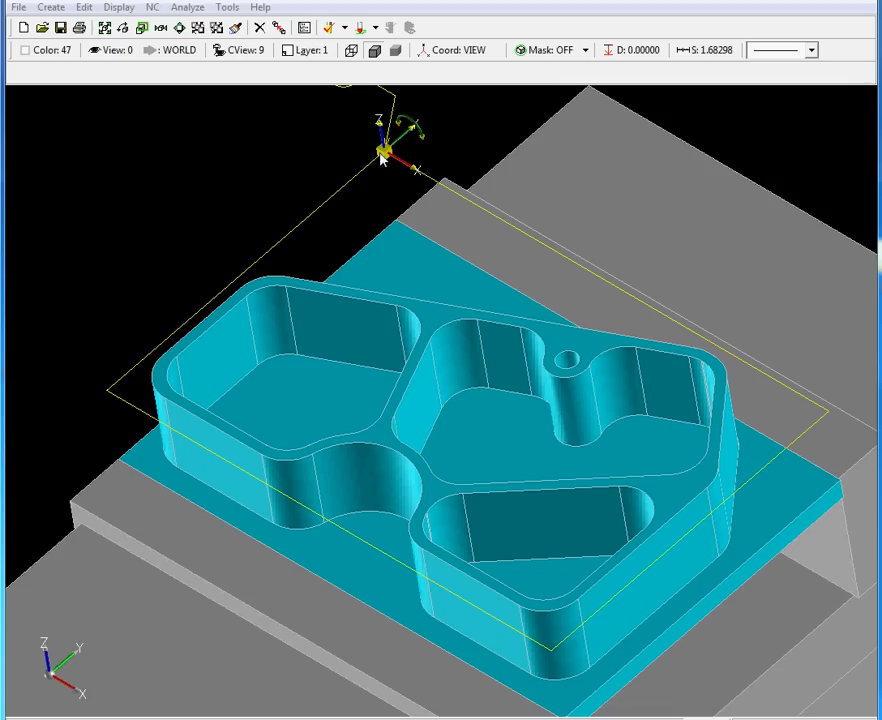 File Create Edit Display NC Analyze Tools Help
Color: 47 View: 0 : WORLD CView: 9 Layer: 1 Coord: VIEW Mask: OFF D: 0.00000 S: 1.68298
Z
X
Z
Y
X